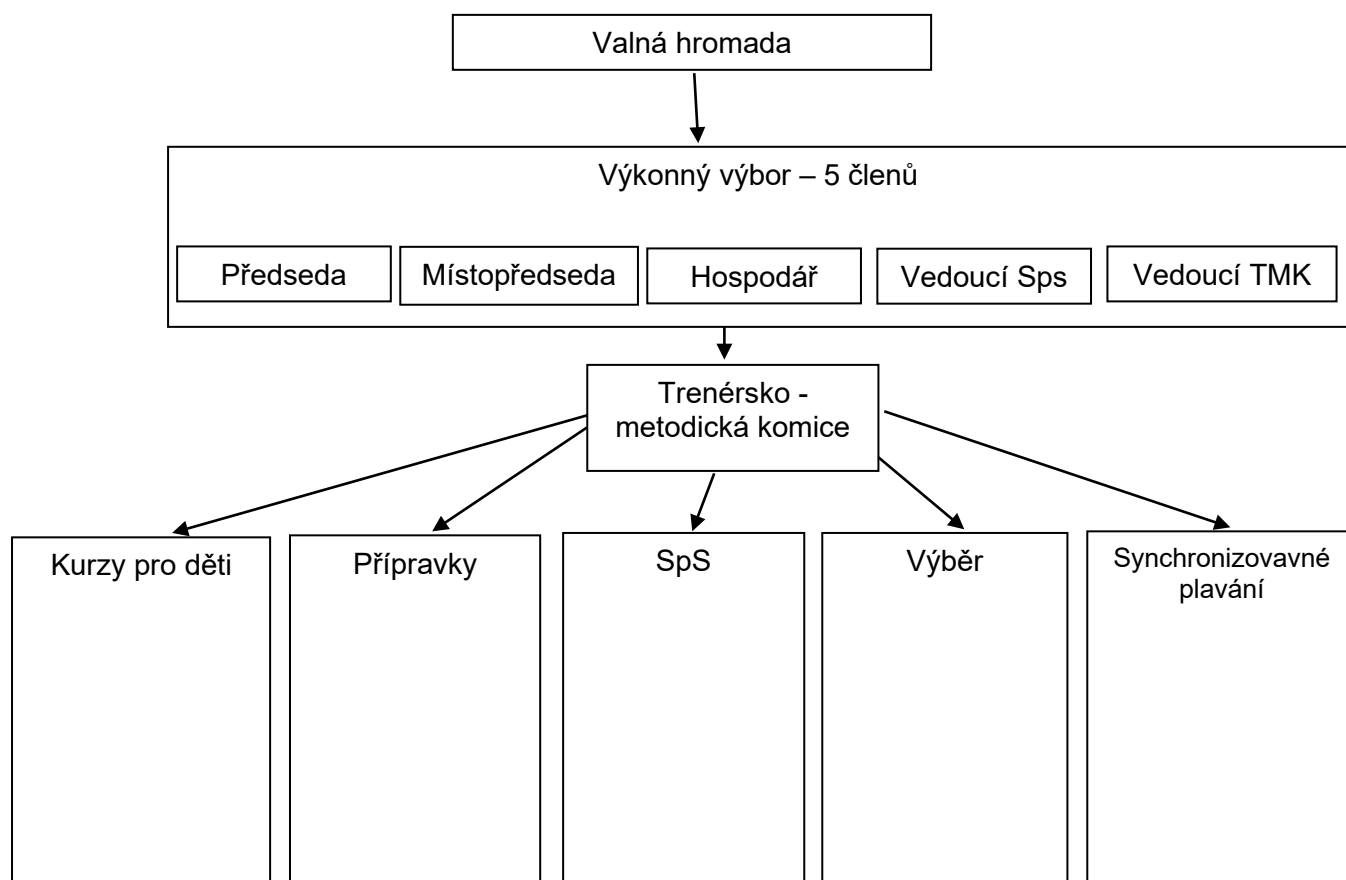 Valná hromada
Výkonný výbor – 5 členů
Předseda
Místopředseda
Hospodář
Vedoucí Sps
Vedoucí TMK
Trenérsko -
metodická komice
Kurzy pro děti
Přípravky
SpS
Výběr
Synchronizovavné
plavání